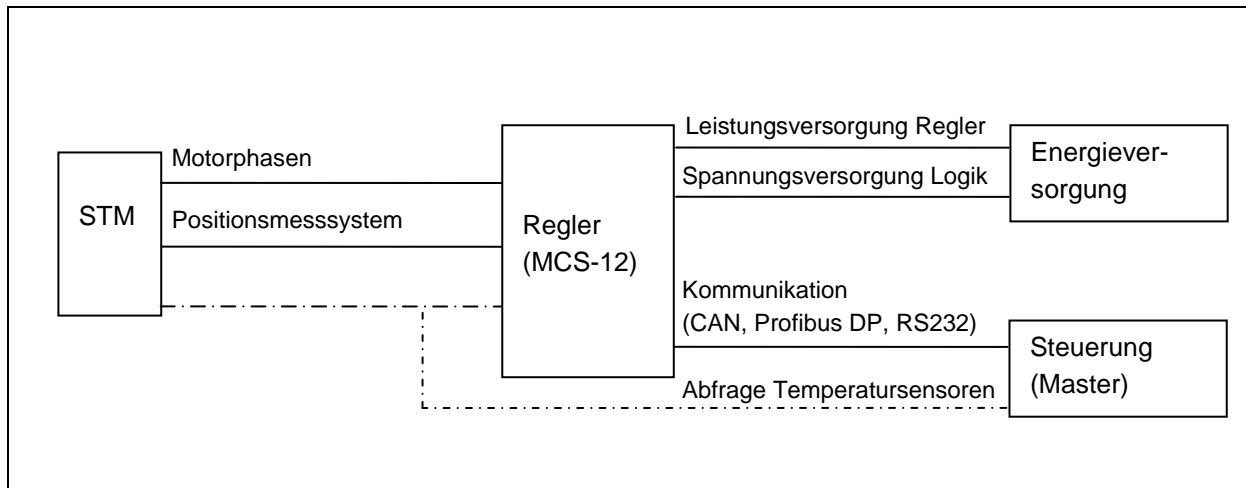 STM
Motorphasen
Positionsmesssystem
Regler
(MCS-12)
Leistungsversorgung Regler
Spannungsversorgung Logik
Energiever-
sorgung
Kommunikation
(CAN, Profibus DP, RS232)
Abfrage Temperatursensoren
Steuerung
(Master)